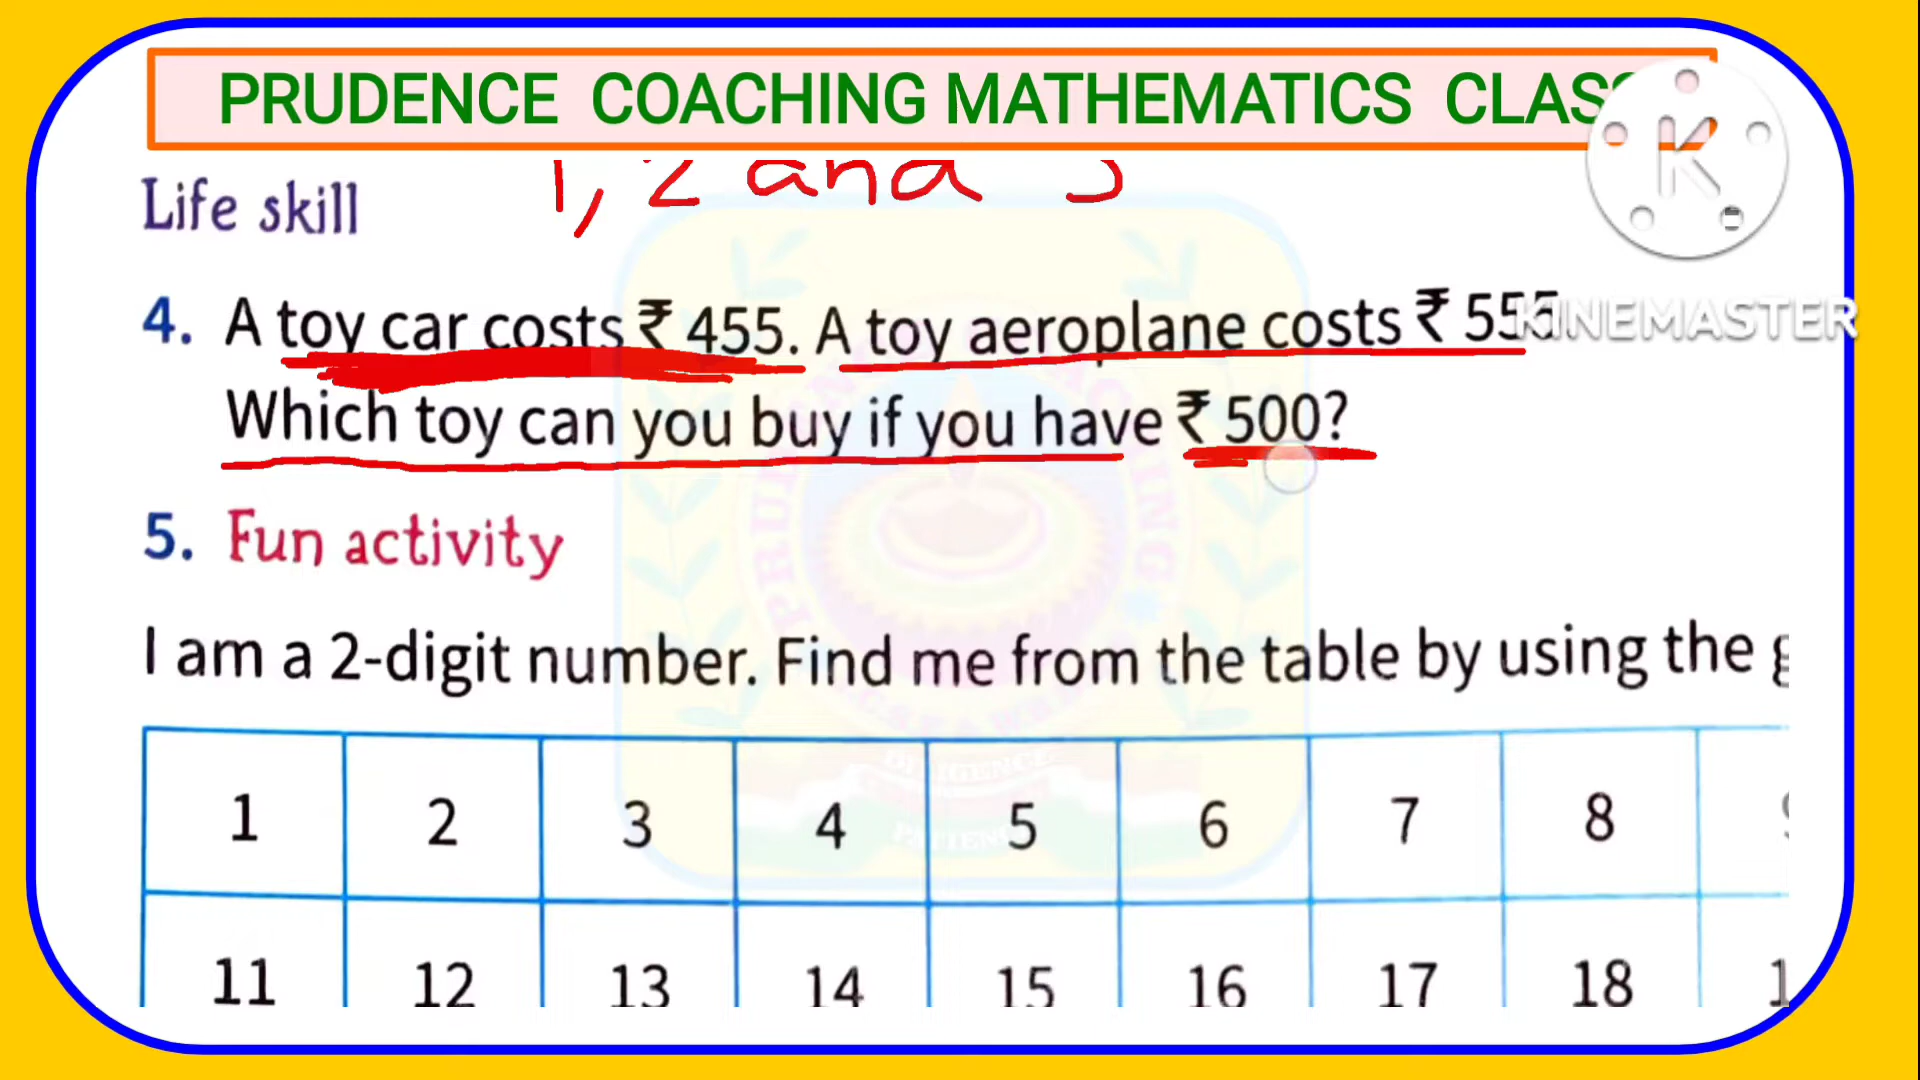 PRUDENCE COACHING MATHEMATICS CLASS
K
KINEMASTER
1, 2 and
Life skill
4. A toy car costs ₹ 455. A toy aeroplane costs ₹ 555
Which toy can you buy if you have ₹ 500?
5. Fun activity
I am a 2-digit number. Find me from the table by using the
1 2 3 4 5 6 7 8
11 12 13 14 15 16 17 18